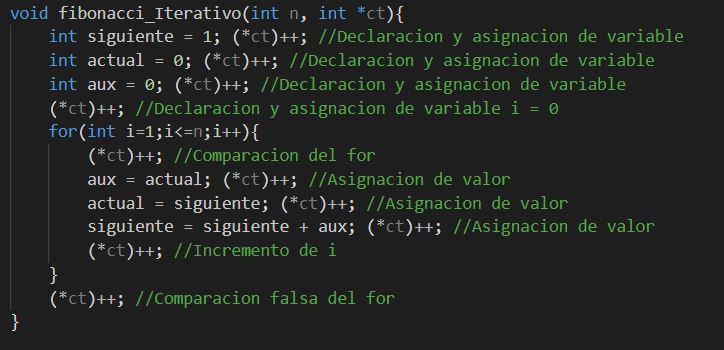 void fibonacci_Iterativo(int n, int *ct){
    int siguiente = 1; (*ct)++; //Declaracion y asignacion de variable
    int actual = 0; (*ct)++; //Declaracion y asignacion de variable
    int aux = 0; (*ct)++; //Declaracion y asignacion de variable
    (*ct)++; //Declaracion y asignacion de variable i = 0
    for(int i=1;i<=n;i++){
        (*ct)++; //Comparacion del for
        aux = actual; (*ct)++; //Asignacion de valor
        actual = siguiente; (*ct)++; //Asignacion de valor
        siguiente = siguiente + aux; (*ct)++; //Asignacion de valor
        (*ct)++; //Incremento de i
    }
    (*ct)++; //Comparacion falsa del for
}